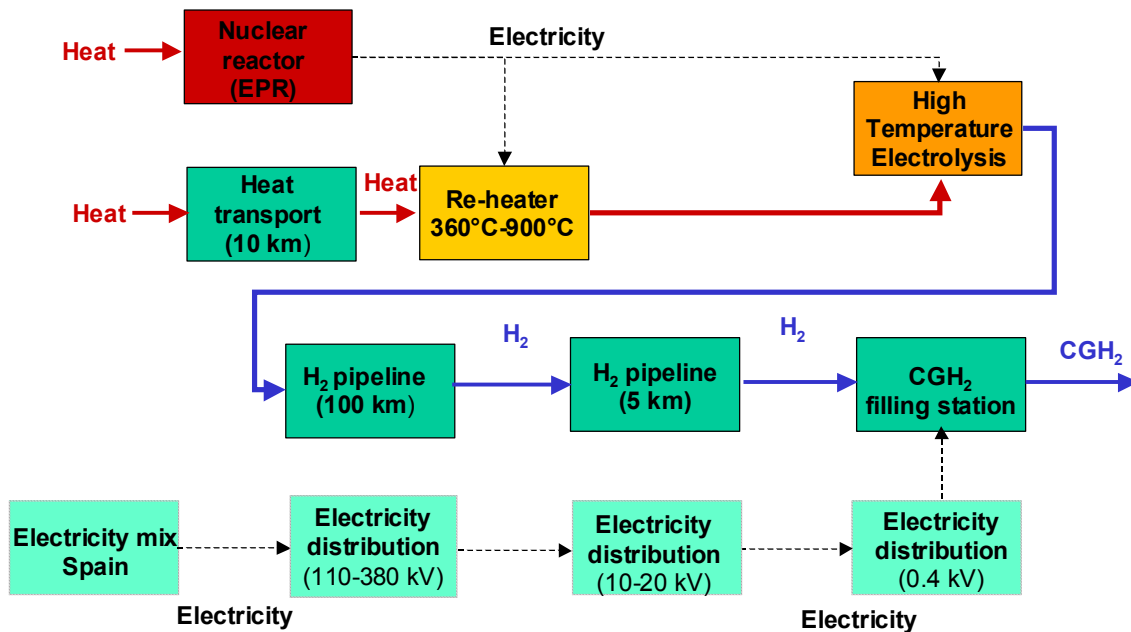 Heat
Nuclear
reactor
(EPR)
Electricity
High
Temperature
Electrolysis
Heat
Heat
transport
(10 km)
Heat
Re-heater
360°C-900°C
H₂ pipeline
(100 km)
H₂
H₂ pipeline
(5 km)
H₂
CGH₂
filling station
CGH₂
Electricity mix
Spain
Electricity
distribution
(110-380 kV)
Electricity
distribution
(10-20 kV)
Electricity
distribution
(0.4 kV)
Electricity
Electricity